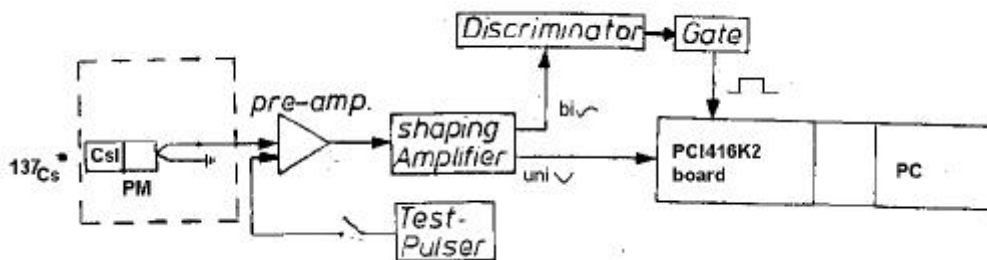 Discriminator
Gate
pre-amp.
bi
shaping
Amplifier
137Cs
CsI
PM
uni
PCI416K2
board
PC
Test-
Pulser